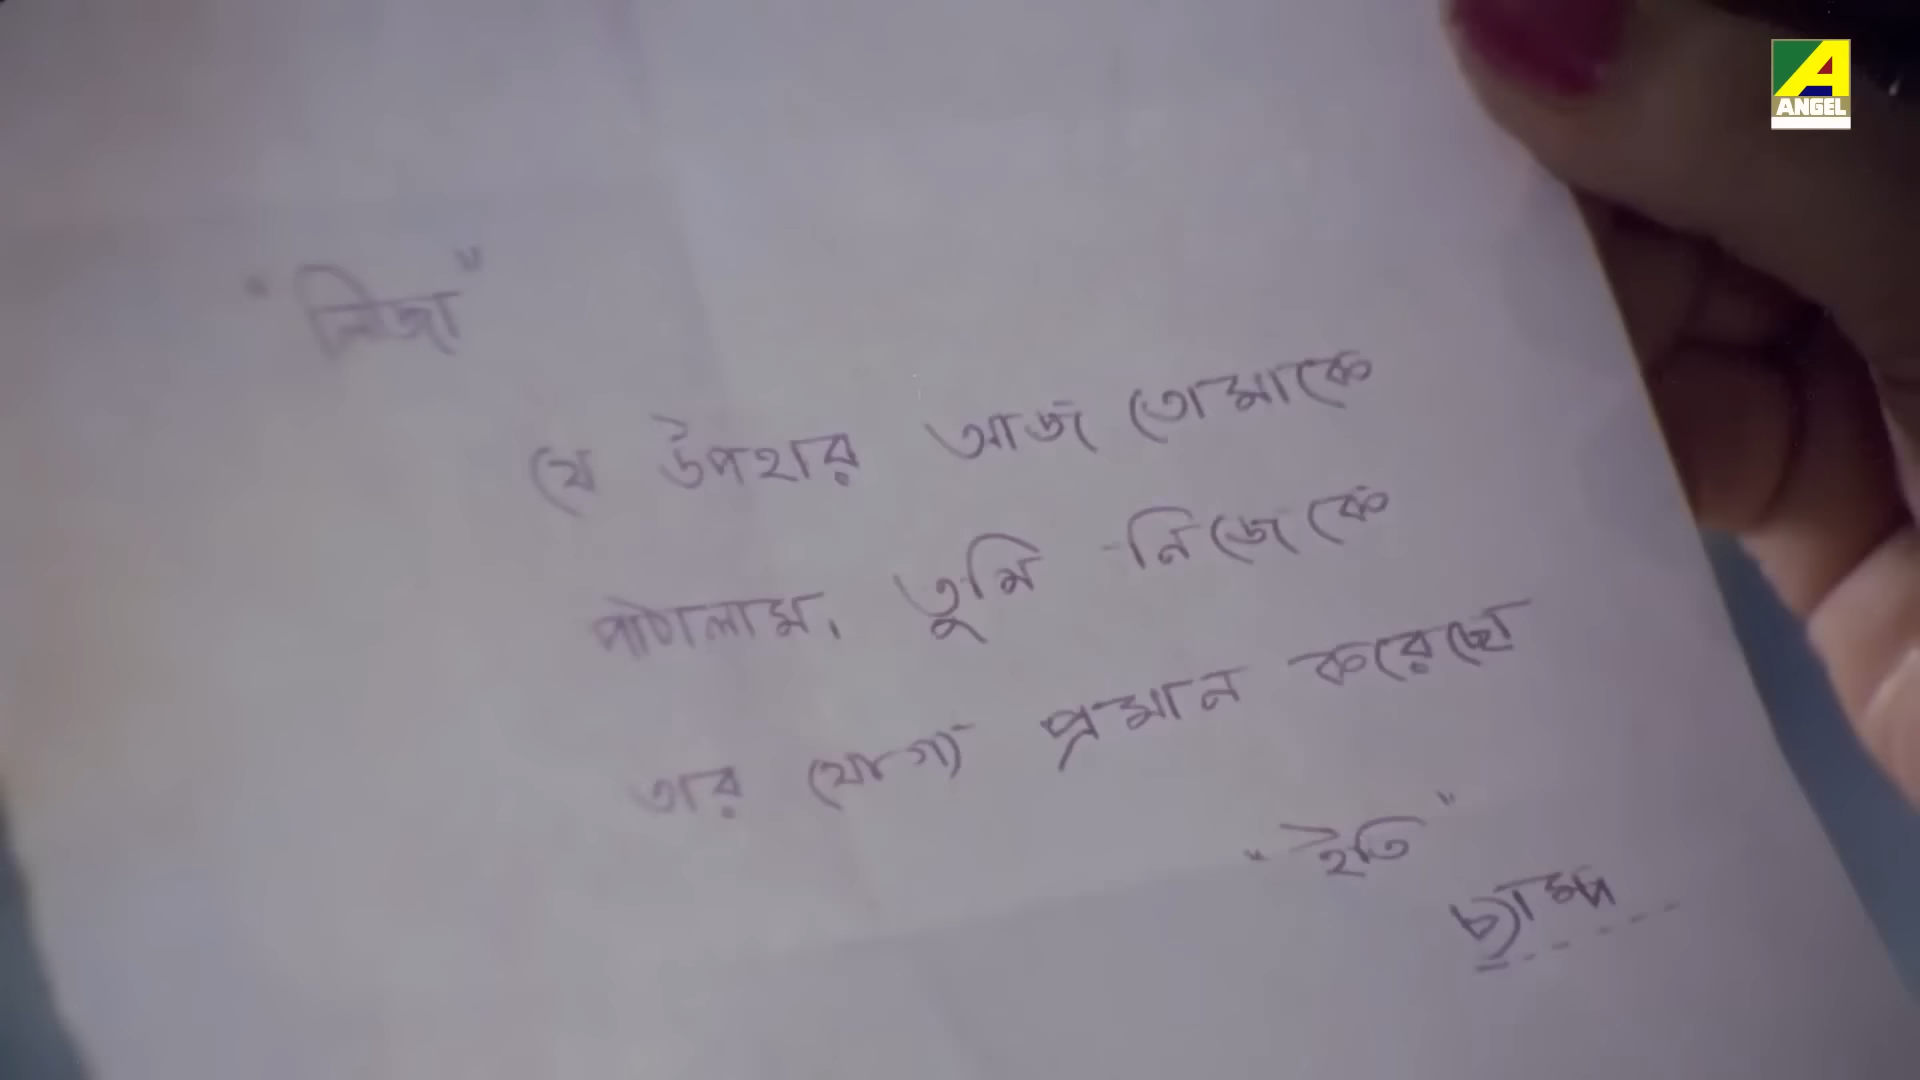 "লিজা"
যে উপহার আজ তোমাকে
পাঠালাম, তুমি নিজেকে
তার যোগ্য প্রমান করেছো
"ইতি"
চ্যাম্প
ANGEL